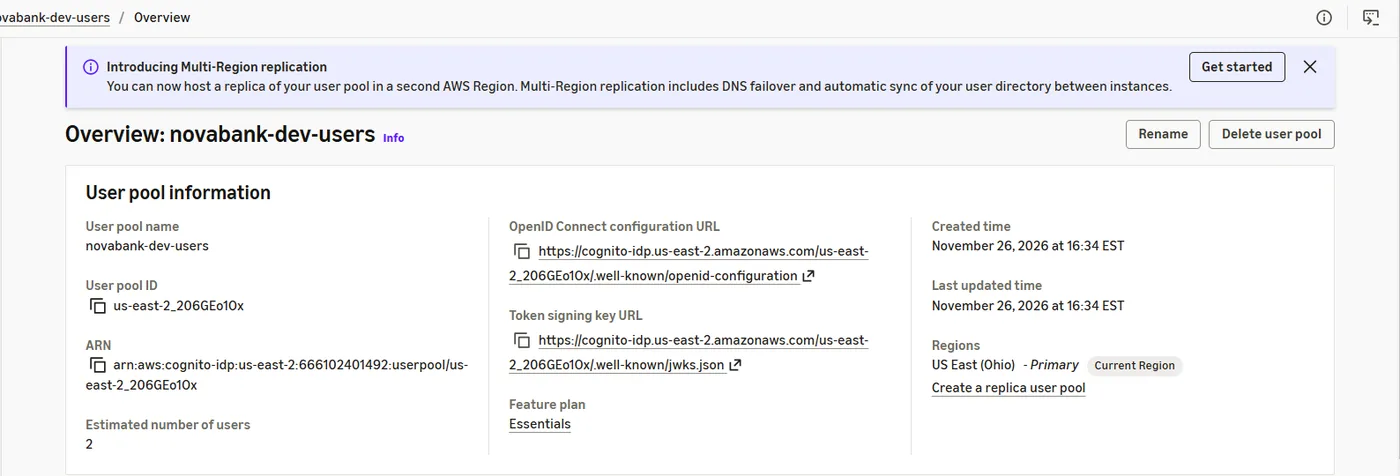 ovabank-dev-users / Overview
Introducing Multi-Region replication
You can now host a replica of your user pool in a second AWS Region. Multi-Region replication includes DNS failover and automatic sync of your user directory between instances.
Get started
Overview: novabank-dev-users Info
Rename
Delete user pool
User pool information
User pool name
novabank-dev-users
User pool ID
us-east-2_206GEo1Ox
ARN
arn:aws:cognito-idp:us-east-2:666102401492:userpool/us-
east-2_206GEo1Ox
Estimated number of users
2
OpenID Connect configuration URL
https://cognito-idp.us-east-2.amazonaws.com/us-east-
2_206GEo1Ox/.well-known/openid-configuration
Token signing key URL
https://cognito-idp.us-east-2.amazonaws.com/us-east-
2_206GEo1Ox/.well-known/jwks.json
Feature plan
Essentials
Created time
November 26, 2026 at 16:34 EST
Last updated time
November 26, 2026 at 16:34 EST
Regions
US East (Ohio) - Primary Current Region
Create a replica user pool